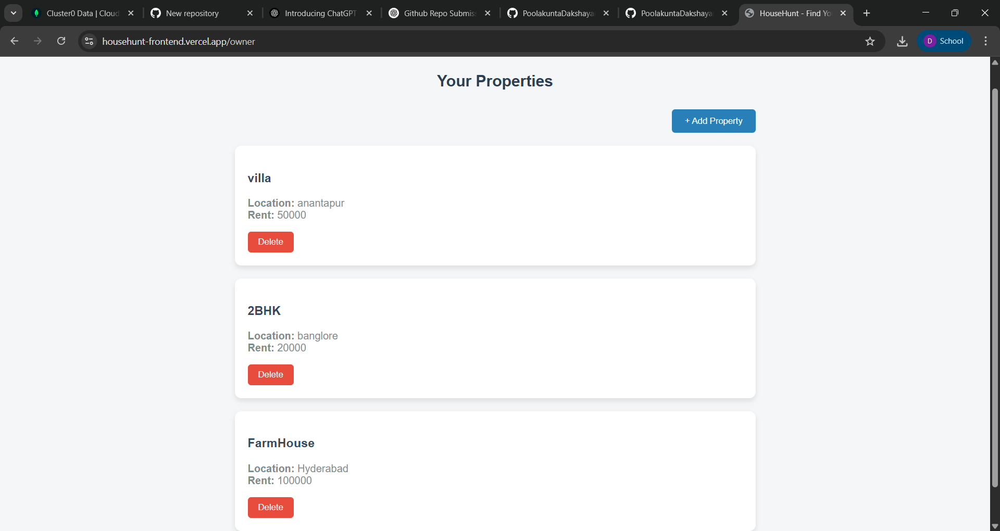 Cluster0 Data | Cloud
New repository
Introducing ChatGPT
Github Repo Submis
PoolakuntaDakshaya
PoolakuntaDakshaya
HouseHunt - Find Yo
househunt-frontend.vercel.app/owner
D School
Your Properties
+ Add Property
villa
Location: anantapur
Rent: 50000
Delete
2BHK
Location: banglore
Rent: 20000
Delete
FarmHouse
Location: Hyderabad
Rent: 100000
Delete